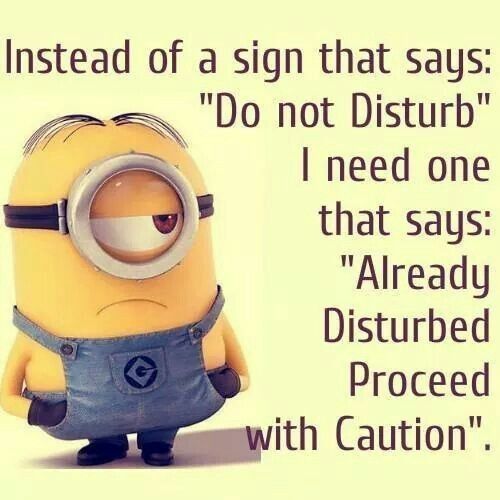 Instead of a sign that says:
"Do not Disturb"
I need one
that says:
"Already
Disturbed
Proceed
with Caution".